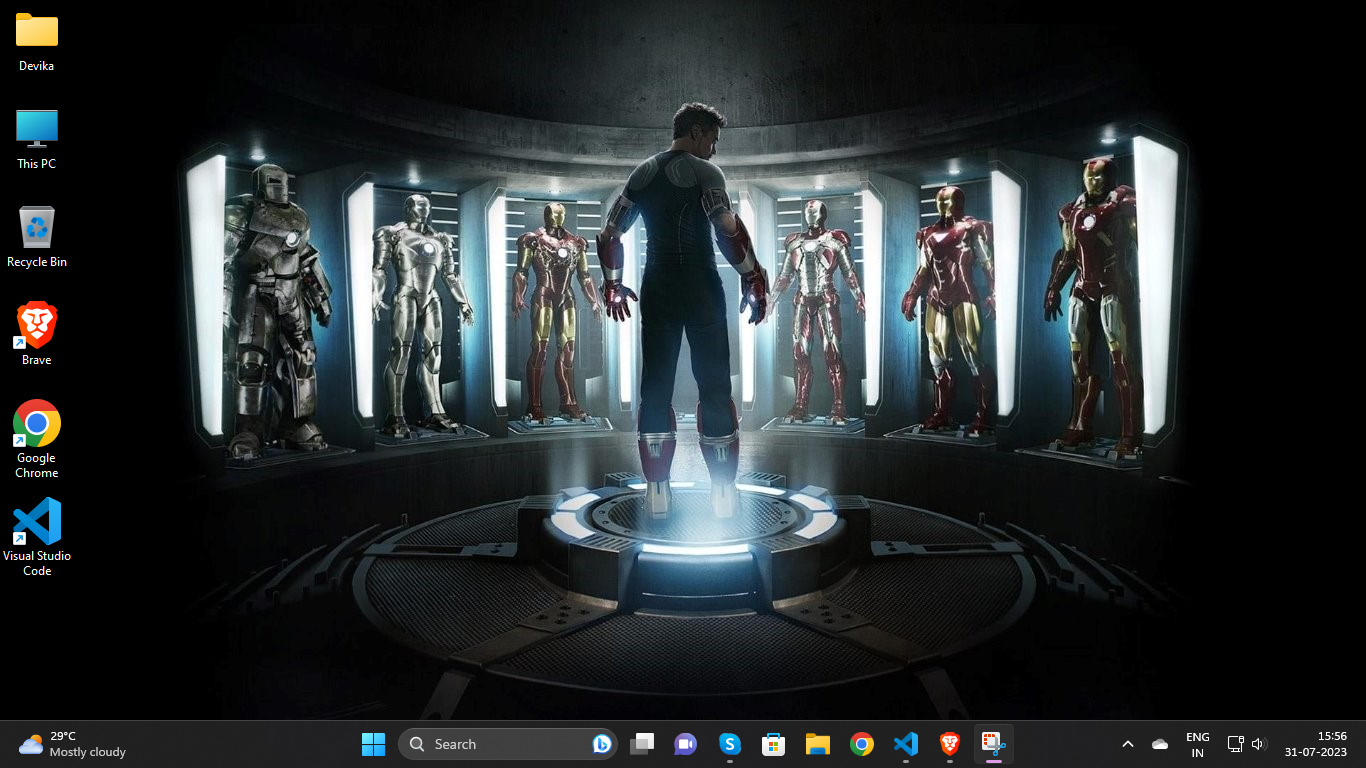 Devika
This PC
Recycle Bin
Brave
Google
Chrome
Visual Studio
Code
29°C
Mostly cloudy
Search
ENG
IN
15:56
31-07-2023